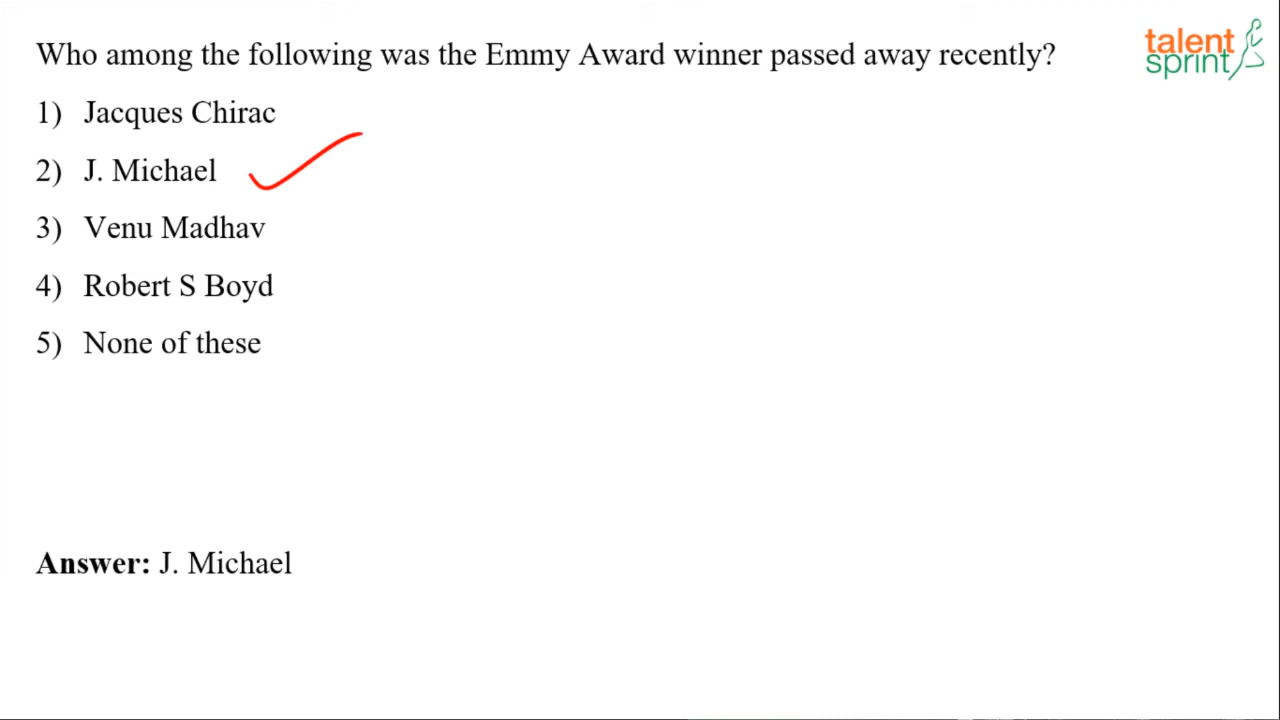 Who among the following was the Emmy Award winner passed away recently?
talent
sprint
1) Jacques Chirac
2) J. Michael
3) Venu Madhav
4) Robert S Boyd
5) None of these
Answer: J. Michael